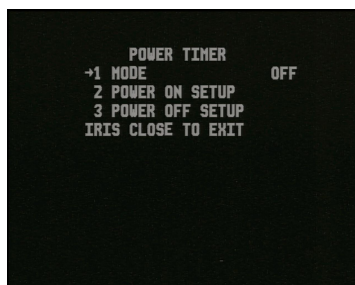 POWER TIMER
→1 MODE OFF
2 POWER ON SETUP
3 POWER OFF SETUP
IRIS CLOSE TO EXIT